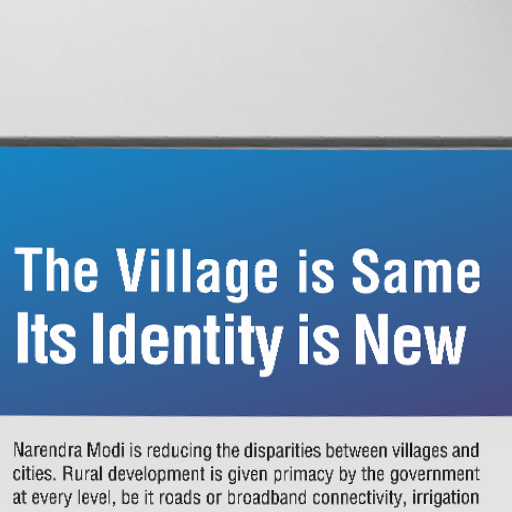 The Village is Same
Its Identity is New
Narendra Modi is reducing the disparities between villages and
cities. Rural development is given primacy by the government
at every level, be it roads or broadband connectivity, irrigation